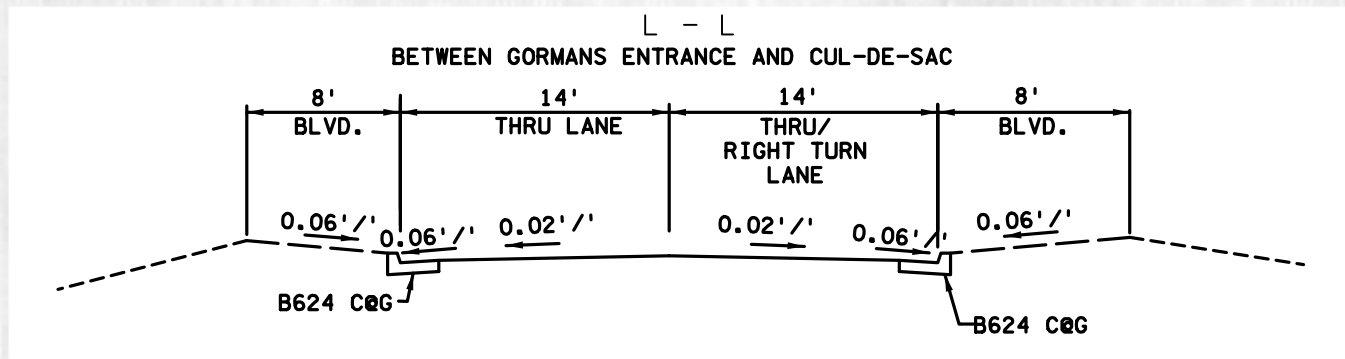 L - L
BETWEEN GORMANS ENTRANCE AND CUL-DE-SAC
8' 14' 14' 8'
BLVD. THRU LANE THRU/ BLVD.
RIGHT TURN
LANE
0.06'/' 0.06'/' 0.02'/' 0.02'/' 0.06'/' 0.06'/'
B624 C@G
B624 C@G